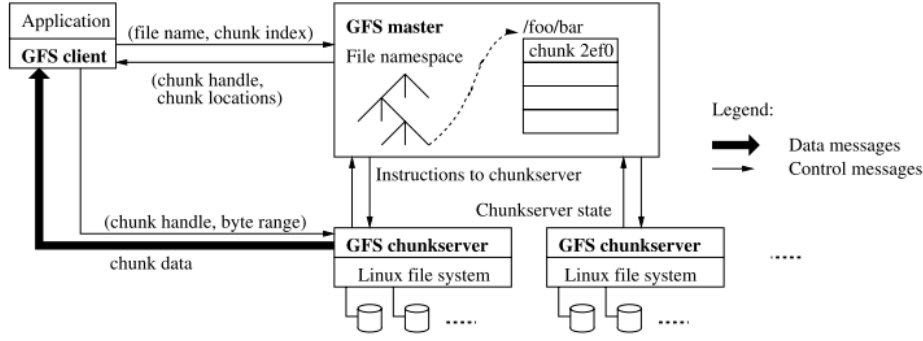 Application
GFS client
(file name, chunk index)
(chunk handle,
chunk locations)
GFS master
File namespace
/foo/bar
chunk 2ef0
Legend:
Data messages
Control messages
Instructions to chunkserver
Chunkserver state
(chunk handle, byte range)
chunk data
GFS chunkserver
Linux file system
GFS chunkserver
Linux file system